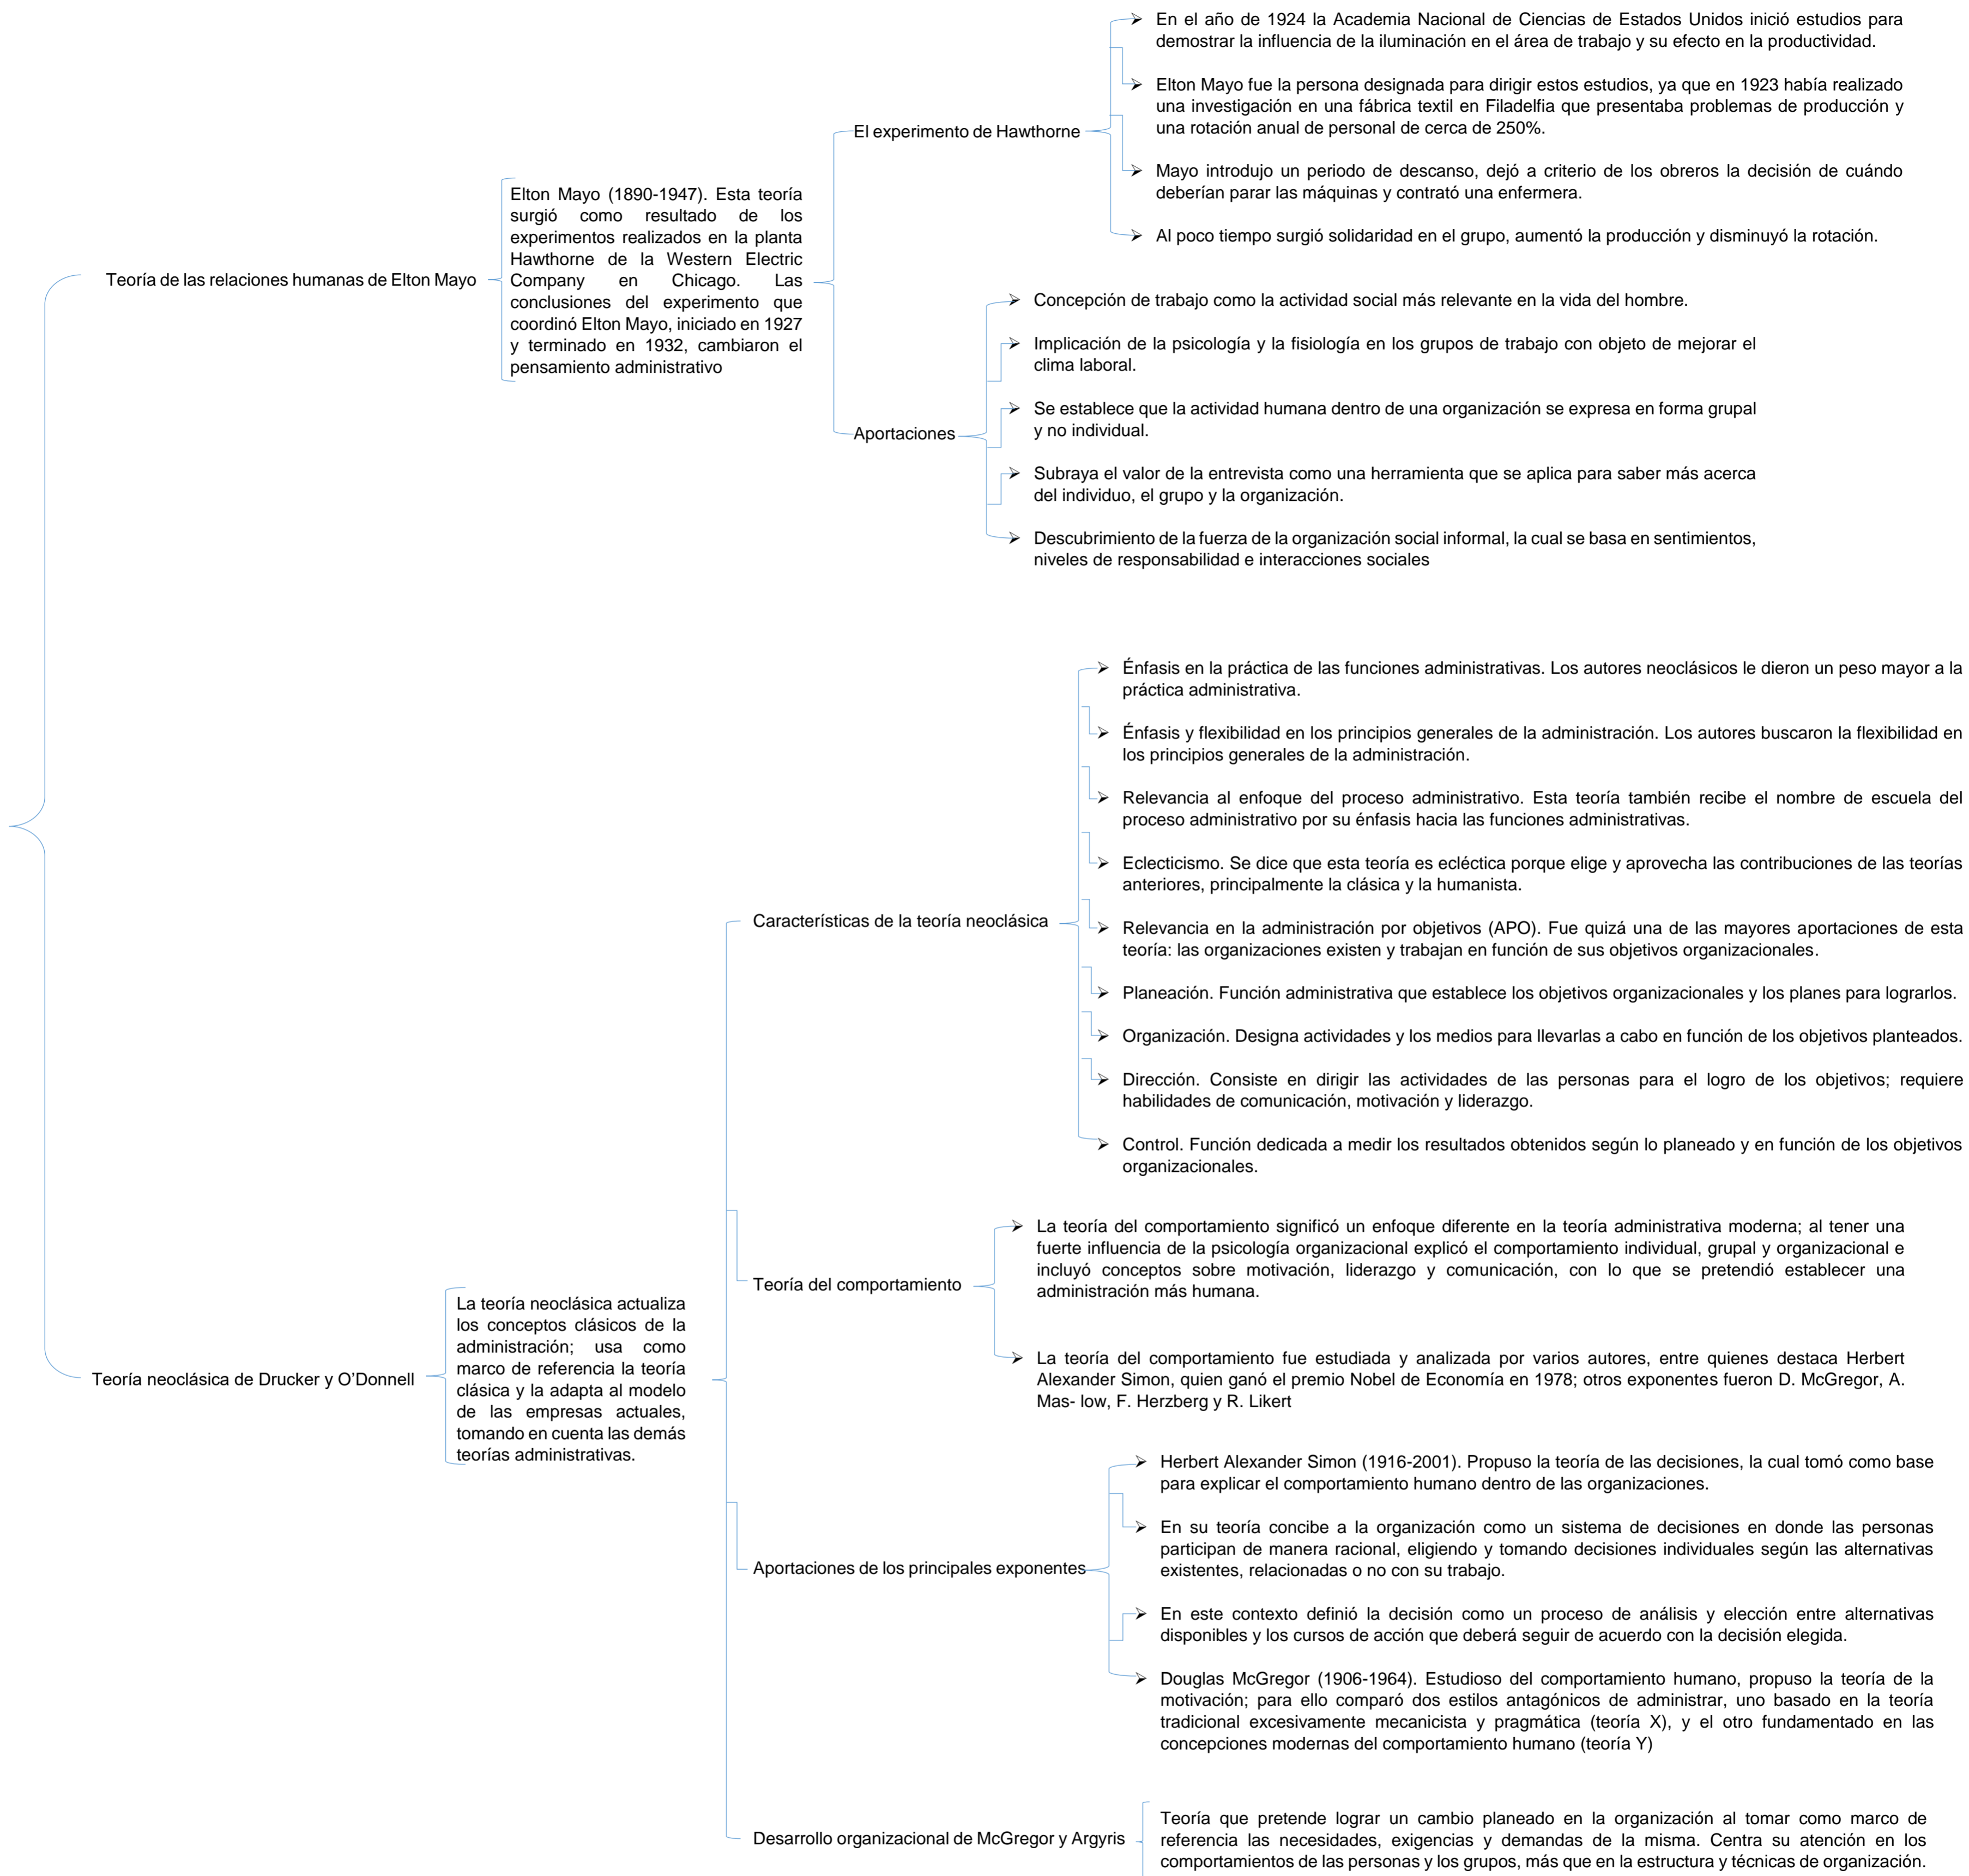 Teoría de las relaciones humanas de Elton Mayo
Elton Mayo (1890-1947). Esta teoría
surgió como resultado de los
experimentos realizados en la planta
Hawthorne de la Western Electric
Company en Chicago. Las
conclusiones del experimento que
coordinó Elton Mayo, iniciado en 1927
y terminado en 1932, cambiaron el
pensamiento administrativo
El experimento de Hawthorne
En el año de 1924 la Academia Nacional de Ciencias de Estados Unidos inició estudios para
demostrar la influencia de la iluminación en el área de trabajo y su efecto en la productividad.
Elton Mayo fue la persona designada para dirigir estos estudios, ya que en 1923 había realizado
una investigación en una fábrica textil en Filadelfia que presentaba problemas de producción y
una rotación anual de personal de cerca de 250%.
Mayo introdujo un periodo de descanso, dejó a criterio de los obreros la decisión de cuándo
deberían parar las máquinas y contrató una enfermera.
Al poco tiempo surgió solidaridad en el grupo, aumentó la producción y disminuyó la rotación.
Aportaciones
Concepción de trabajo como la actividad social más relevante en la vida del hombre.
Implicación de la psicología y la fisiología en los grupos de trabajo con objeto de mejorar el
clima laboral.
Se establece que la actividad humana dentro de una organización se expresa en forma grupal
y no individual.
Subraya el valor de la entrevista como una herramienta que se aplica para saber más acerca
del individuo, el grupo y la organización.
Descubrimiento de la fuerza de la organización social informal, la cual se basa en sentimientos,
niveles de responsabilidad e interacciones sociales
Teoría neoclásica de Drucker y O’Donnell
La teoría neoclásica actualiza
los conceptos clásicos de la
administración; usa como
marco de referencia la teoría
clásica y la adapta al modelo
de las empresas actuales,
tomando en cuenta las demás
teorías administrativas.
Características de la teoría neoclásica
Énfasis en la práctica de las funciones administrativas. Los autores neoclásicos le dieron un peso mayor a la
práctica administrativa.
Énfasis y flexibilidad en los principios generales de la administración. Los autores buscaron la flexibilidad en
los principios generales de la administración.
Relevancia al enfoque del proceso administrativo. Esta teoría también recibe el nombre de escuela del
proceso administrativo por su énfasis hacia las funciones administrativas.
Eclecticismo. Se dice que esta teoría es ecléctica porque elige y aprovecha las contribuciones de las teorías
anteriores, principalmente la clásica y la humanista.
Relevancia en la administración por objetivos (APO). Fue quizá una de las mayores aportaciones de esta
teoría: las organizaciones existen y trabajan en función de sus objetivos organizacionales.
Planeación. Función administrativa que establece los objetivos organizacionales y los planes para lograrlos.
Organización. Designa actividades y los medios para llevarlas a cabo en función de los objetivos planteados.
Dirección. Consiste en dirigir las actividades de las personas para el logro de los objetivos; requiere
habilidades de comunicación, motivación y liderazgo.
Control. Función dedicada a medir los resultados obtenidos según lo planeado y en función de los objetivos
organizacionales.
Teoría del comportamiento
La teoría del comportamiento significó un enfoque diferente en la teoría administrativa moderna; al tener una
fuerte influencia de la psicología organizacional explicó el comportamiento individual, grupal y organizacional e
incluyó conceptos sobre motivación, liderazgo y comunicación, con lo que se pretendió establecer una
administración más humana.
La teoría del comportamiento fue estudiada y analizada por varios autores, entre quienes destaca Herbert
Alexander Simon, quien ganó el premio Nobel de Economía en 1978; otros exponentes fueron D. McGregor, A.
Mas- low, F. Herzberg y R. Likert
Aportaciones de los principales exponentes
Herbert Alexander Simon (1916-2001). Propuso la teoría de las decisiones, la cual tomó como base
para explicar el comportamiento humano dentro de las organizaciones.
En su teoría concibe a la organización como un sistema de decisiones en donde las personas
participan de manera racional, eligiendo y tomando decisiones individuales según las alternativas
existentes, relacionadas o no con su trabajo.
En este contexto definió la decisión como un proceso de análisis y elección entre alternativas
disponibles y los cursos de acción que deberá seguir de acuerdo con la decisión elegida.
Douglas McGregor (1906-1964). Estudioso del comportamiento humano, propuso la teoría de la
motivación; para ello comparó dos estilos antagónicos de administrar, uno basado en la teoría
tradicional excesivamente mecanicista y pragmática (teoría X), y el otro fundamentado en las
concepciones modernas del comportamiento humano (teoría Y)
Desarrollo organizacional de McGregor y Argyris
Teoría que pretende lograr un cambio planeado en la organización al tomar como marco de
referencia las necesidades, exigencias y demandas de la misma. Centra su atención en los
comportamientos de las personas y los grupos, más que en la estructura y técnicas de organización.